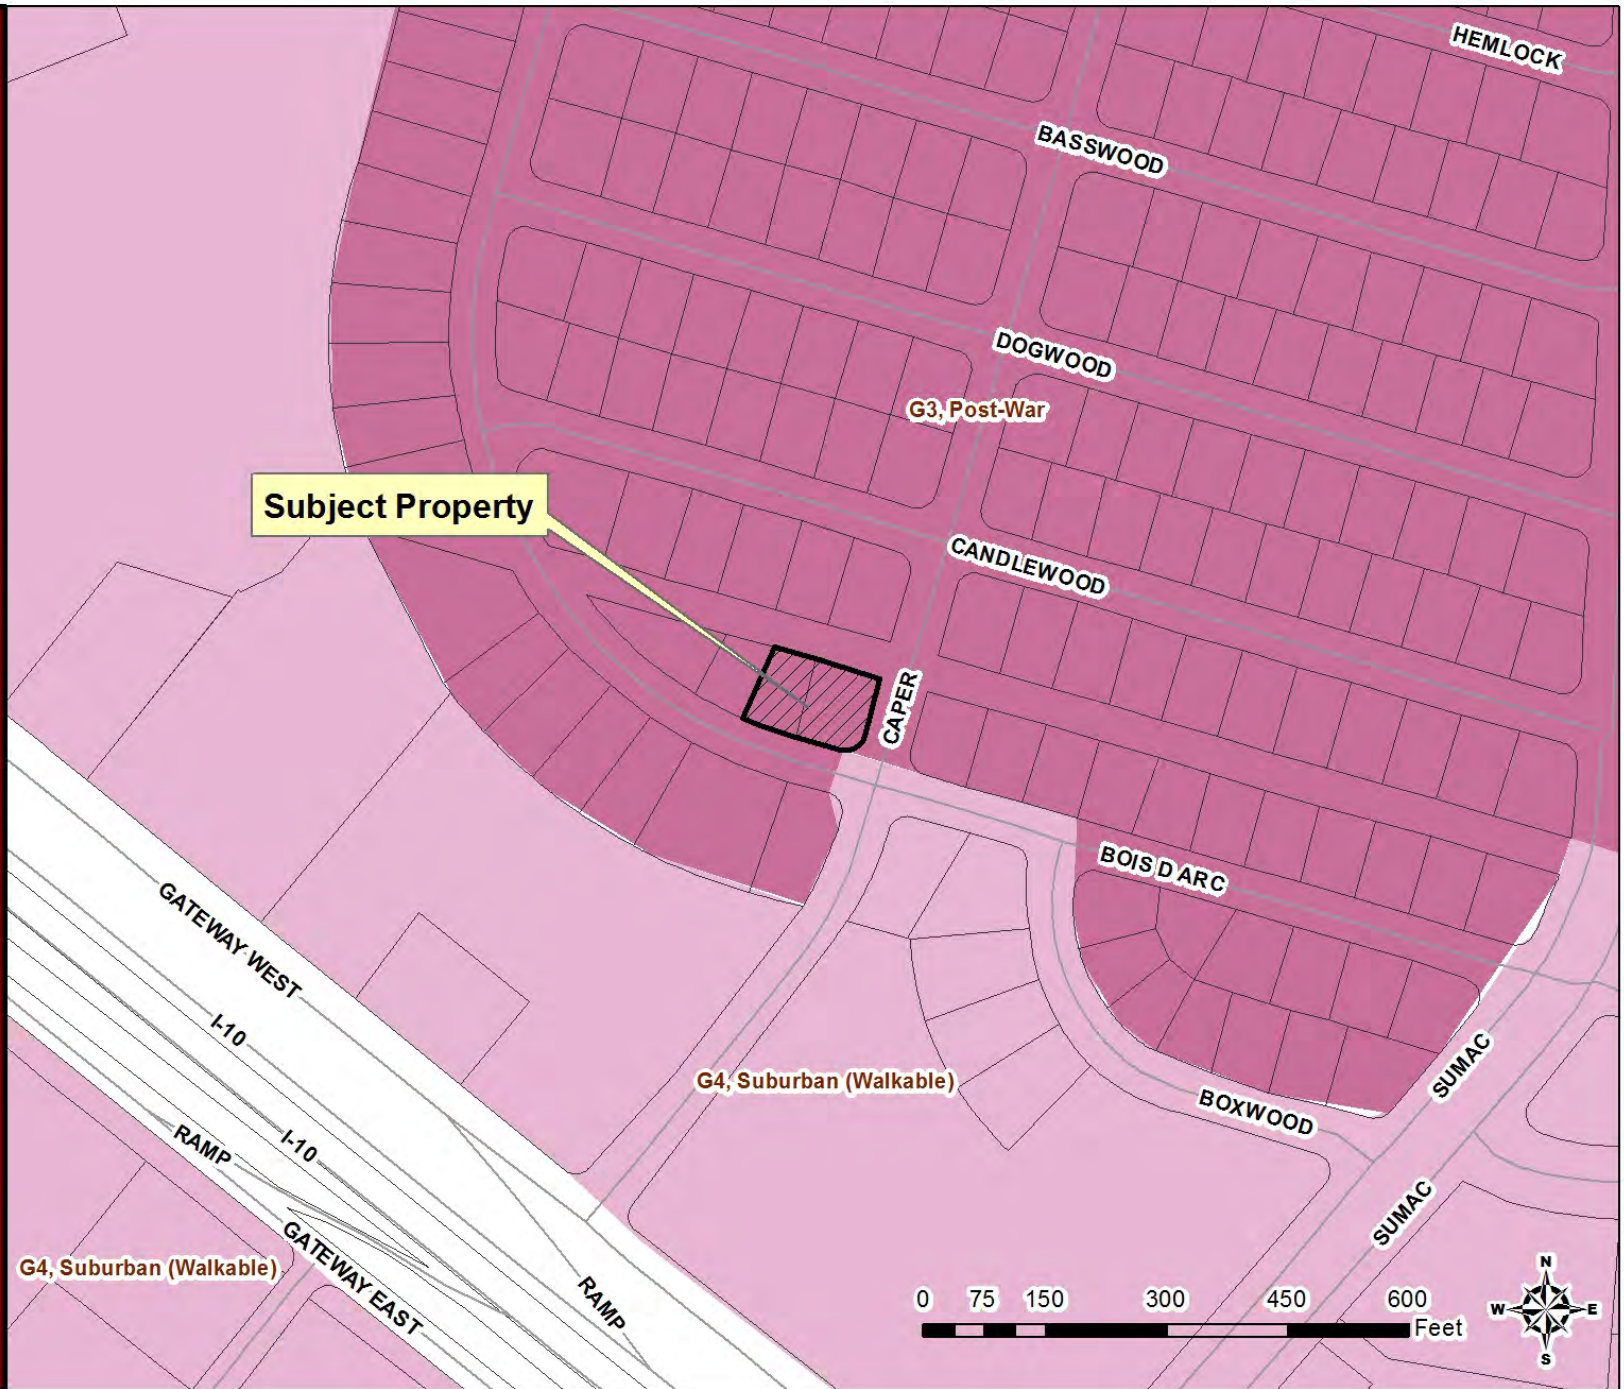 HEMLOCK
BASSWOOD
DOGWOOD
G3, Post-War
Subject Property
CANDLEWOOD
CAPER
BOIS D ARC
GATEWAY WEST
I-10
SUMAC
G4, Suburban (Walkable)
BOXWOOD
RAMP
I-10
SUMAC
GATEWAY EAST
G4, Suburban (Walkable)
RAMP
N
W E
S
0 75 150 300 450 600
Feet